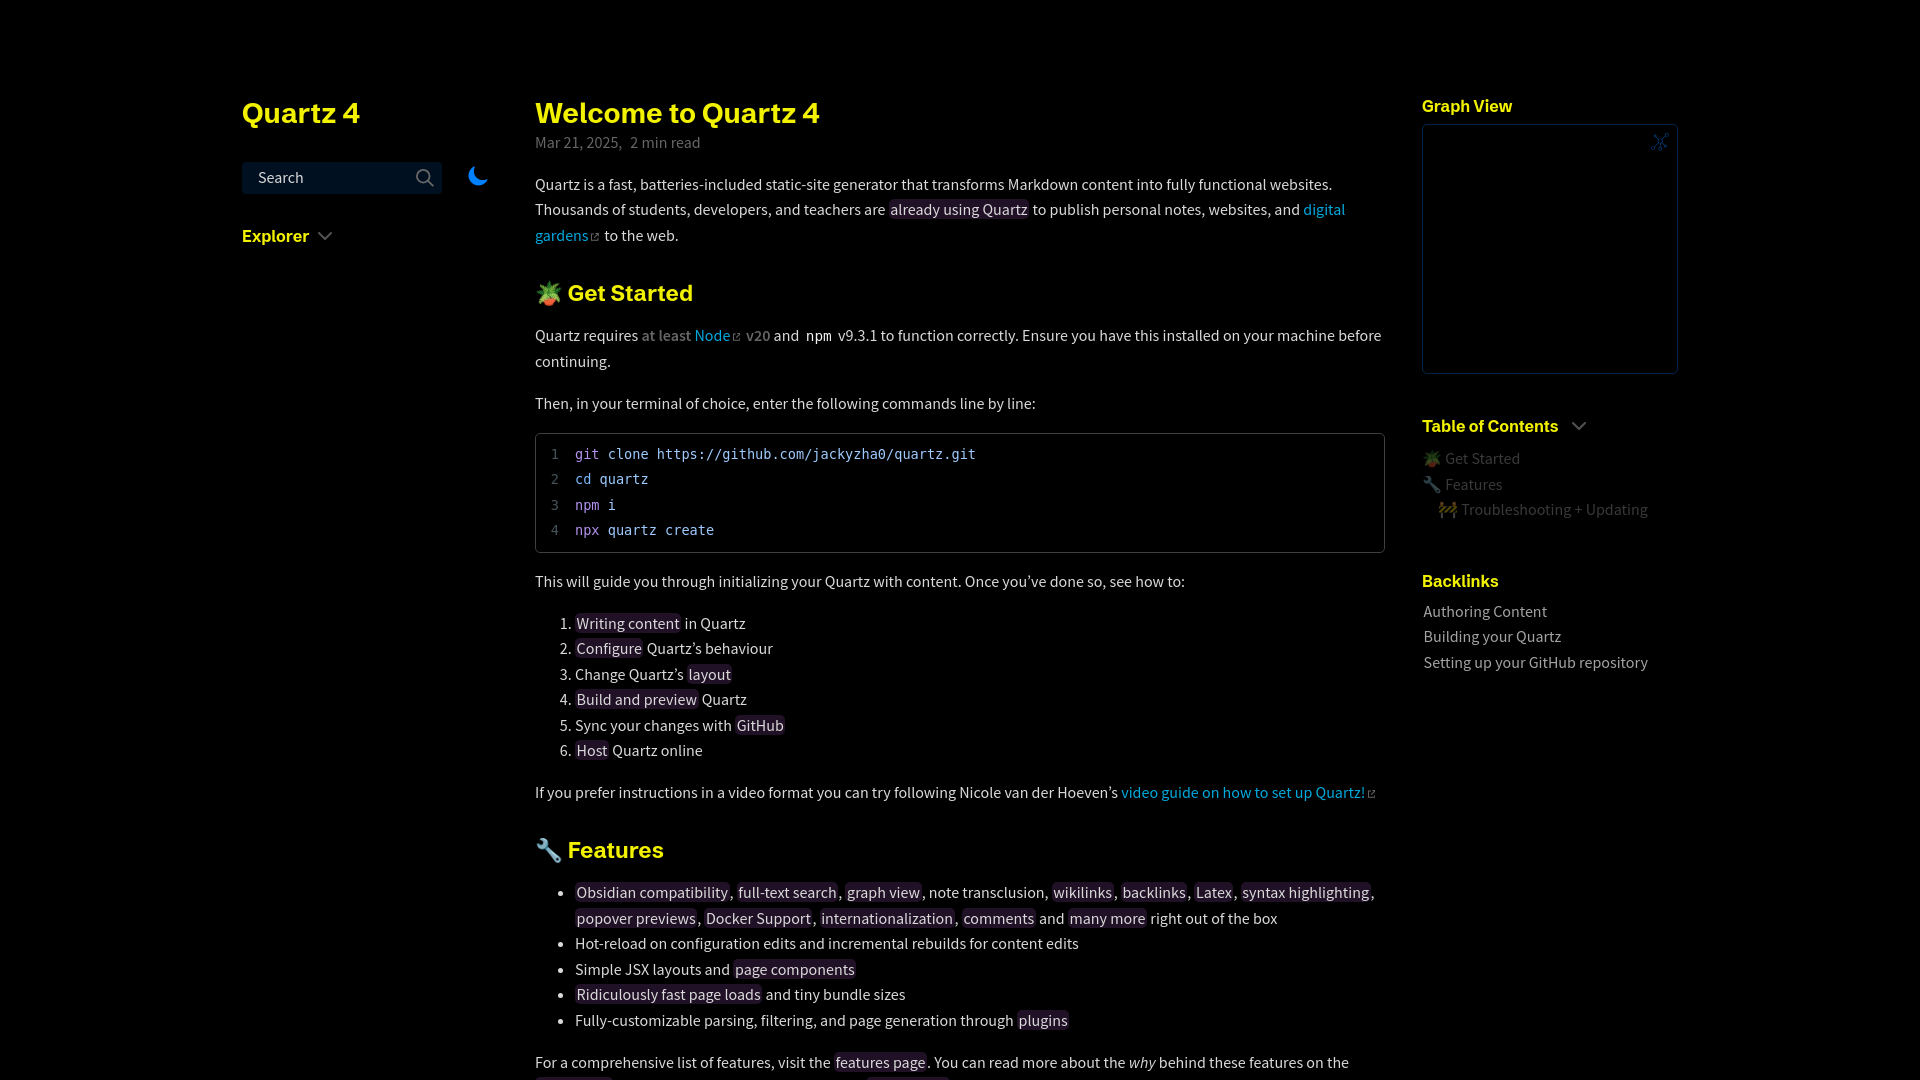 Quartz 4
Search
Explorer
Welcome to Quartz 4
Mar 21, 2025, 2 min read
Quartz is a fast, batteries-included static-site generator that transforms Markdown content into fully functional websites.
Thousands of students, developers, and teachers are already using Quartz to publish personal notes, websites, and digital
gardens to the web.
🪴 Get Started
Quartz requires at least Node v20 and npm v9.3.1 to function correctly. Ensure you have this installed on your machine before
continuing.
Then, in your terminal of choice, enter the following commands line by line:
1 git clone https://github.com/jackyzha0/quartz.git
2 cd quartz
3 npm i
4 npx quartz create
This will guide you through initializing your Quartz with content. Once you’ve done so, see how to:
1. Writing content in Quartz
2. Configure Quartz’s behaviour
3. Change Quartz’s layout
4. Build and preview Quartz
5. Sync your changes with GitHub
6. Host Quartz online
If you prefer instructions in a video format you can try following Nicole van der Hoeven’s video guide on how to set up Quartz!
🔧 Features
• Obsidian compatibility, full-text search, graph view, note transclusion, wikilinks, backlinks, Latex, syntax highlighting,
popover previews, Docker Support, internationalization, comments and many more right out of the box
• Hot-reload on configuration edits and incremental rebuilds for content edits
• Simple JSX layouts and page components
• Ridiculously fast page loads and tiny bundle sizes
• Fully-customizable parsing, filtering, and page generation through plugins
For a comprehensive list of features, visit the features page. You can read more about the why behind these features on the
Graph View
Table of Contents
🪴 Get Started
🔧 Features
🚧 Troubleshooting + Updating
Backlinks
Authoring Content
Building your Quartz
Setting up your GitHub repository